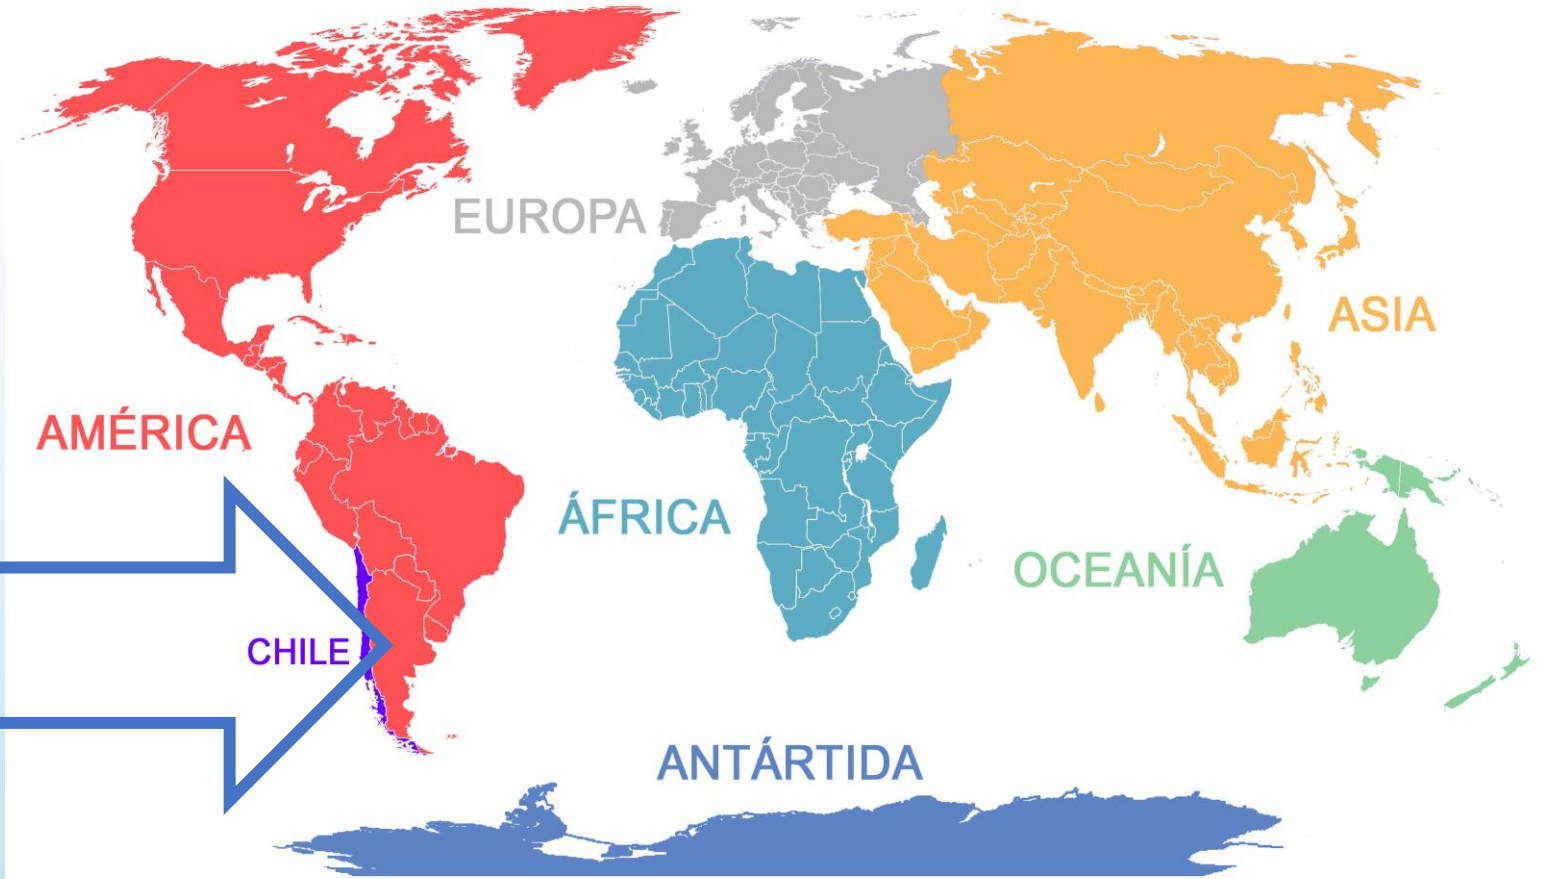 EUROPA
ASIA
AMÉRICA
ÁFRICA
OCEANÍA
CHILE
ANTÁRTIDA